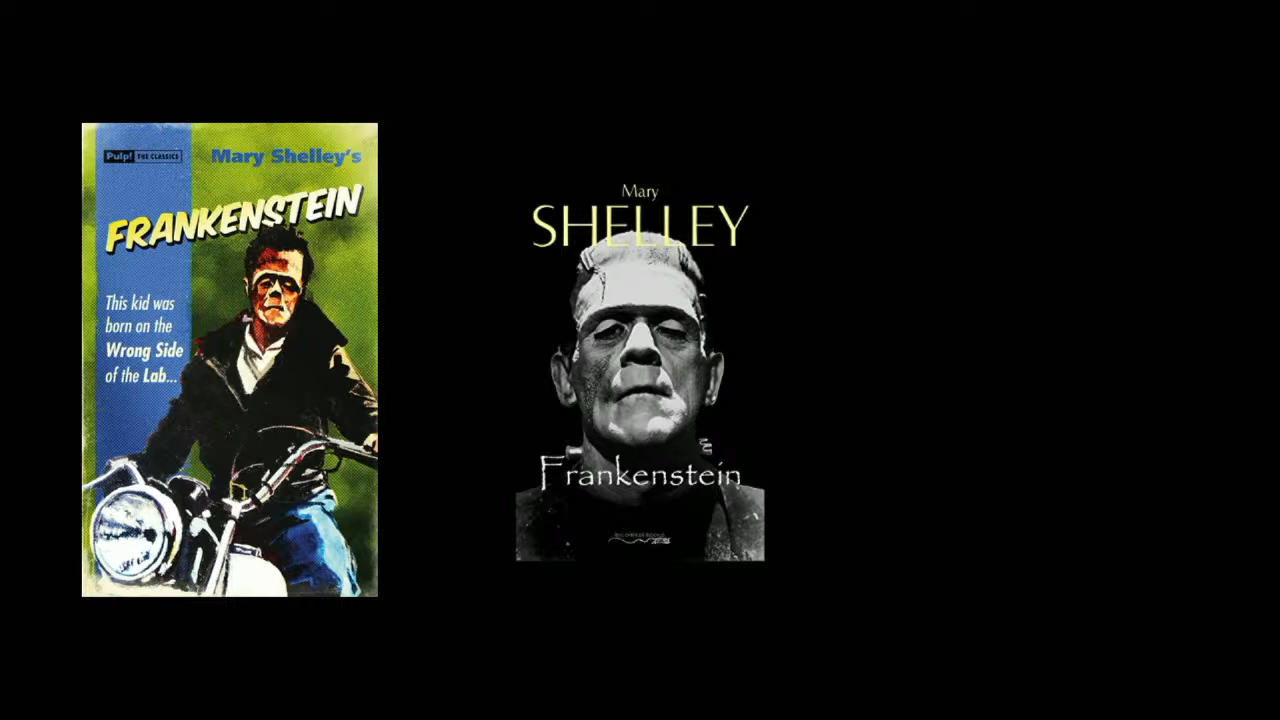 Pulp! THE CLASSICS
Mary Shelley's
FRANKENSTEIN
This kid was
born on the
Wrong Side
of the Lab...
Mary
SHELLEY
Frankenstein